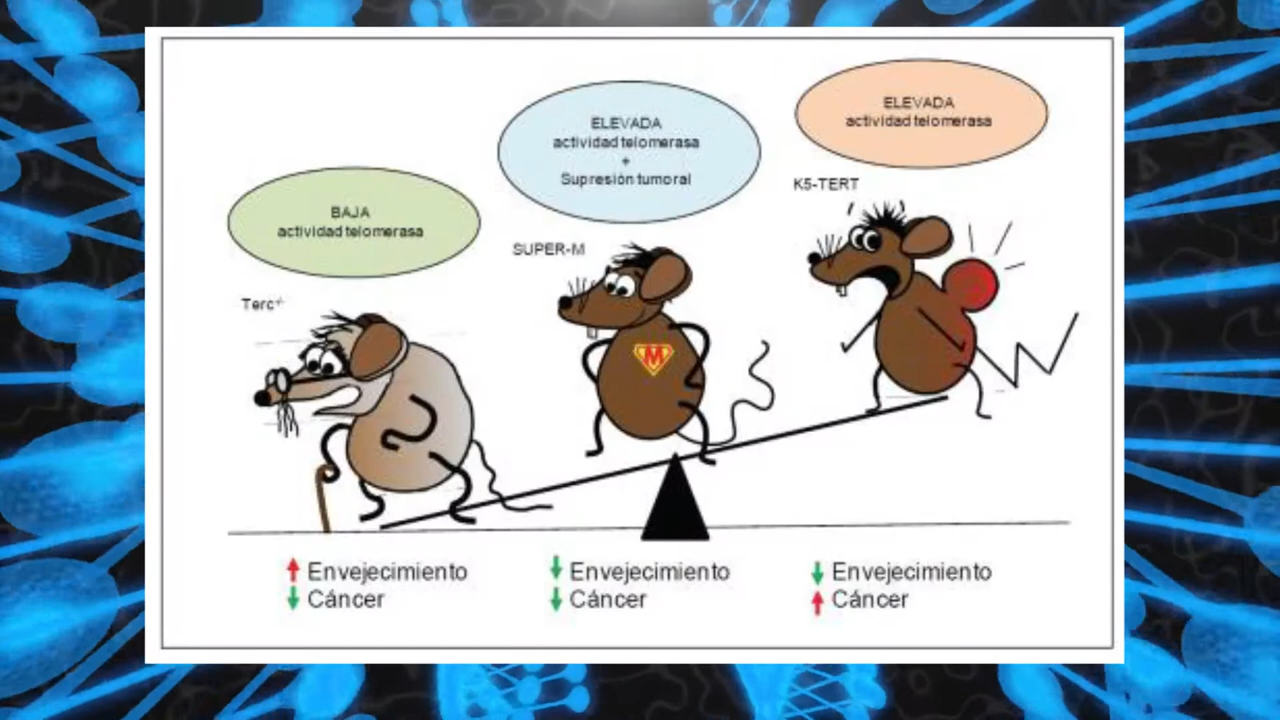 BAJA
actividad telomerasa
Terc-/-
ELEVADA
actividad telomerasa
+
Supresión tumoral
SUPER-M
M
ELEVADA
actividad telomerasa
K5-TERT
Envejecimiento
Cáncer
Envejecimiento
Cáncer
Envejecimiento
Cáncer